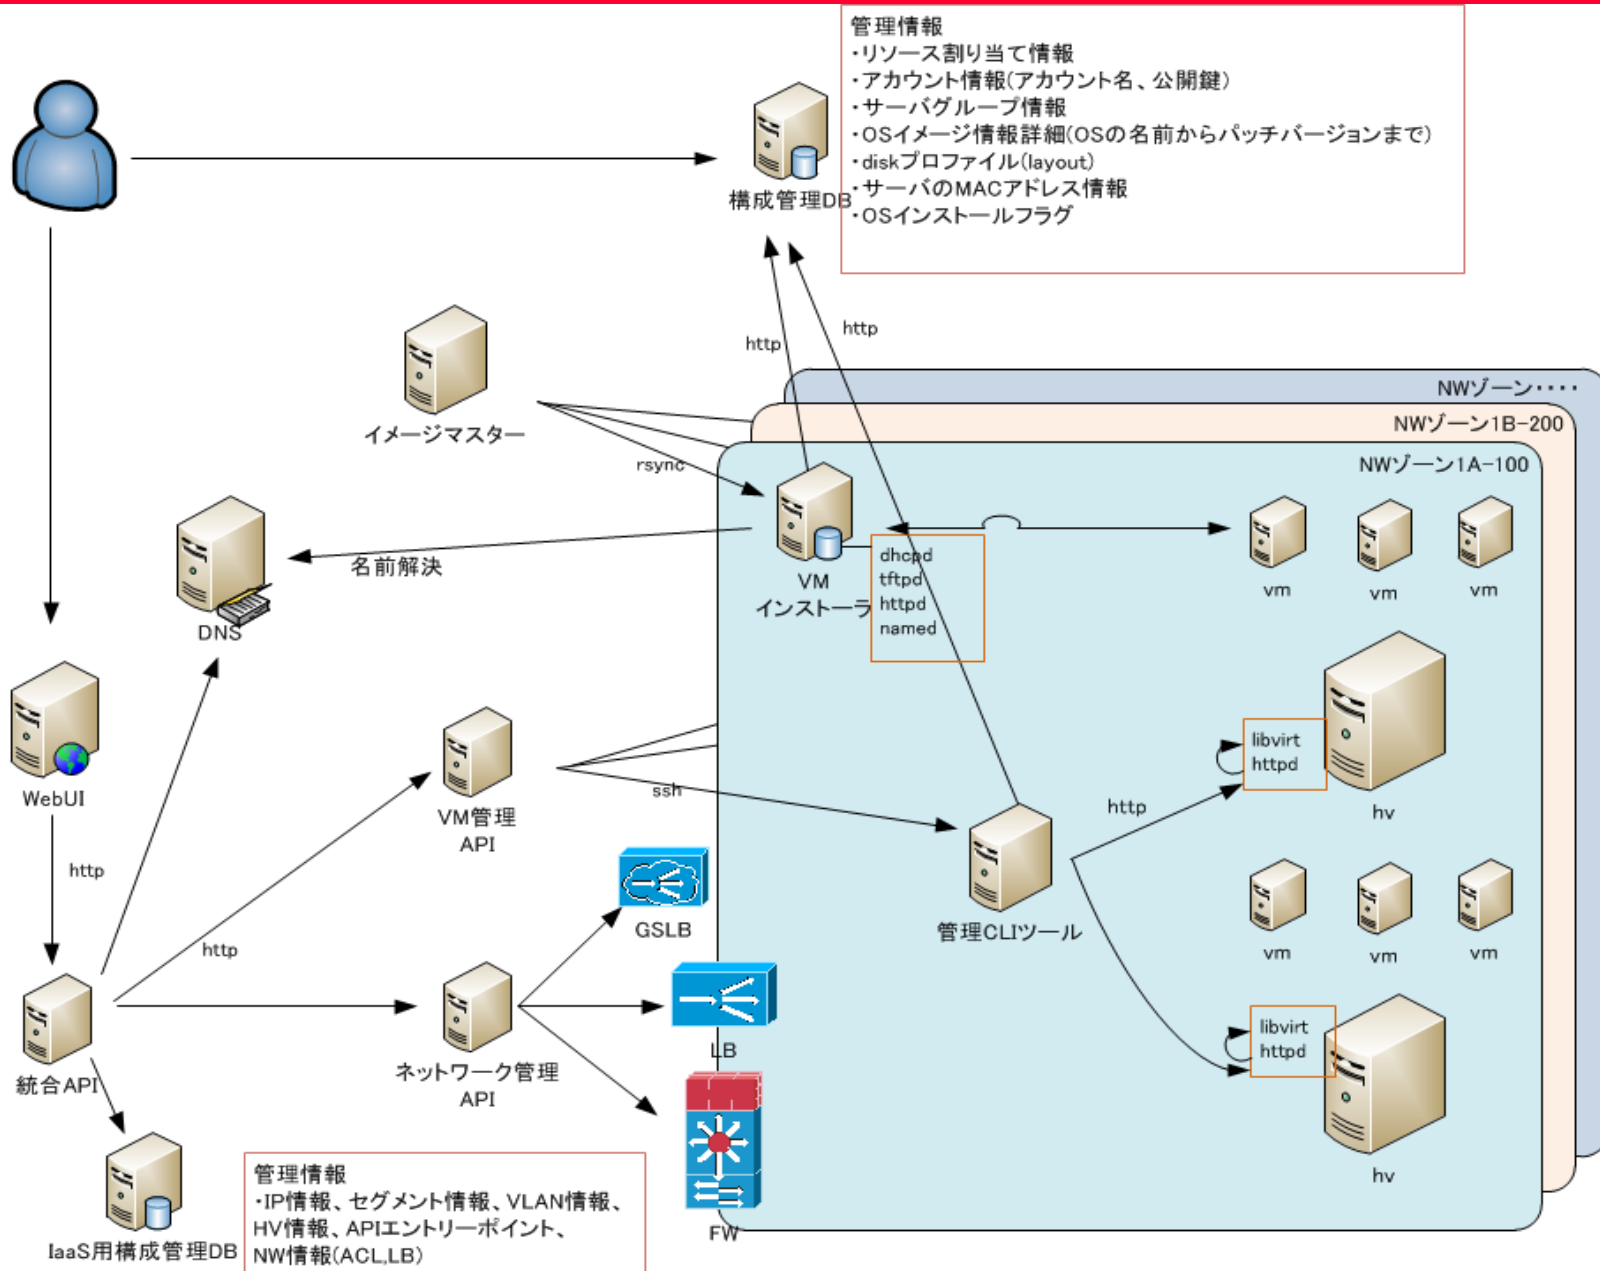 管理情報
・リソース割り当て情報
・アカウント情報(アカウント名、公開鍵)
・サーバグループ情報
・OSイメージ情報詳細(OSの名前からパッチバージョンまで)
・diskプロファイル(layout)
・サーバのMACアドレス情報
・OSインストールフラグ
構成管理DB
http
http
イメージマスター
rsync
NWゾーン‥‥
NWゾーン1B-200
NWゾーン1A-100
名前解決
DNS
VM
インストーラ
dhcpd
tftpd
httpd
named
vm
vm
vm
WebUI
http
VM管理
API
ssh
libvirt
httpd
hv
http
GSLB
http
管理CLIツール
vm
vm
vm
統合API
ネットワーク管理
API
LB
libvirt
httpd
hv
FW
IaaS用構成管理DB
管理情報
・IP情報、セグメント情報、VLAN情報、
HV情報、APIエントリーポイント、
NW情報(ACL,LB)